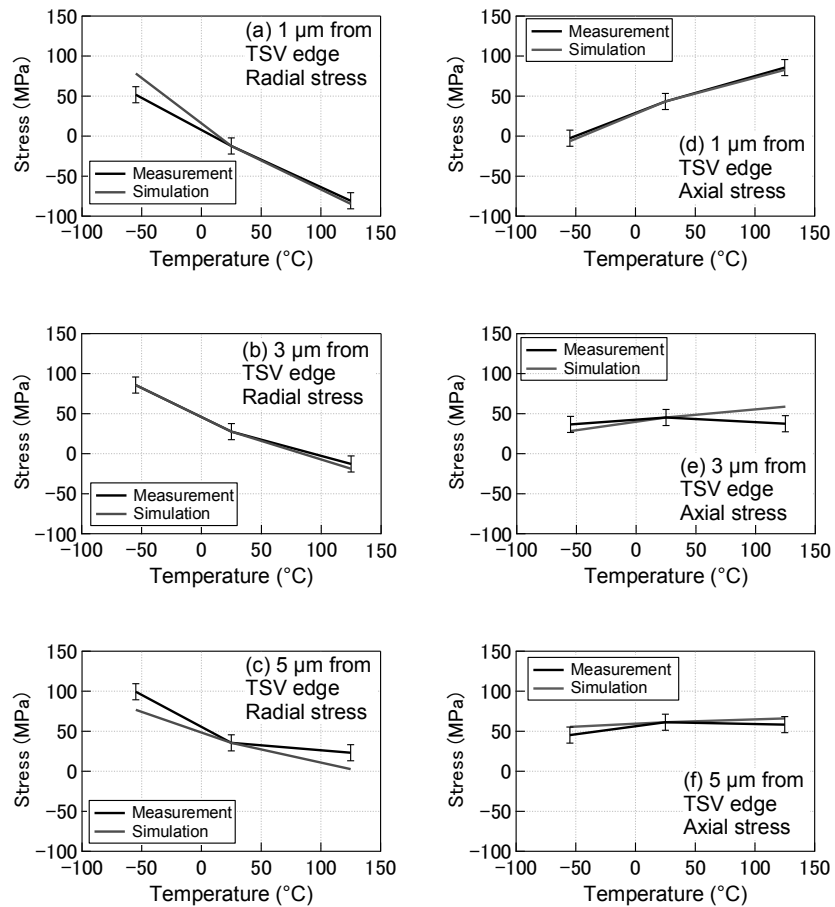 150
100
50
0
−50
−100
Stress (MPa)
(a) 1 µm from
TSV edge
Radial stress
Measurement
Simulation
−100 −50 0 50 100 150
Temperature (°C)
150
100
50
0
−50
−100
Stress (MPa)
Measurement
Simulation
(d) 1 µm from
TSV edge
Axial stress
−100 −50 0 50 100 150
Temperature (°C)
150
100
50
0
−50
−100
Stress (MPa)
(b) 3 µm from
TSV edge
Radial stress
Measurement
Simulation
−100 −50 0 50 100 150
Temperature (°C)
150
100
50
0
−50
−100
Stress (MPa)
Measurement
Simulation
(e) 3 µm from
TSV edge
Axial stress
−100 −50 0 50 100 150
Temperature (°C)
150
100
50
0
−50
−100
Stress (MPa)
(c) 5 µm from
TSV edge
Radial stress
Measurement
Simulation
−100 −50 0 50 100 150
Temperature (°C)
150
100
50
0
−50
−100
Stress (MPa)
Measurement
Simulation
(f) 5 µm from
TSV edge
Axial stress
−100 −50 0 50 100 150
Temperature (°C)